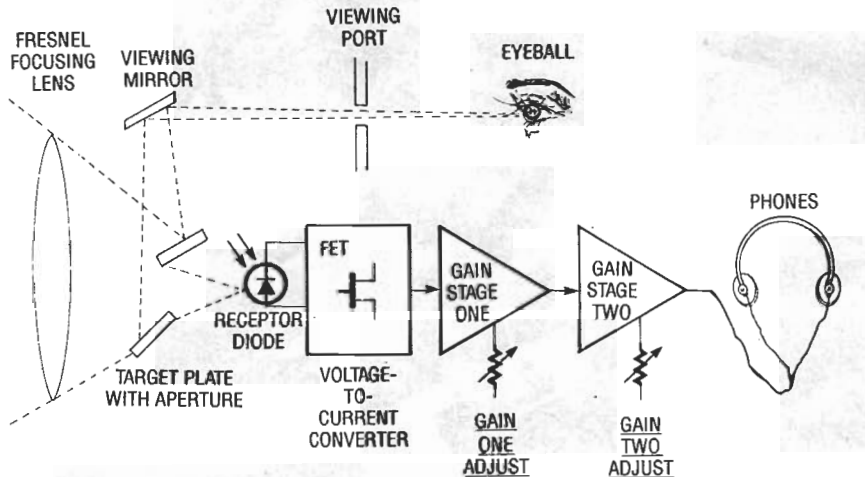 FRESNEL
FOCUSING
LENS
VIEWING
MIRROR
VIEWING
PORT
EYEBALL
PHONES
FET
RECEPTOR
DIODE
TARGET PLATE
WITH APERTURE
VOLTAGE-
TO-
CURRENT
CONVERTER
GAIN
STAGE
ONE
GAIN
STAGE
TWO
GAIN
ONE
ADJUST
GAIN
TWO
ADJUST